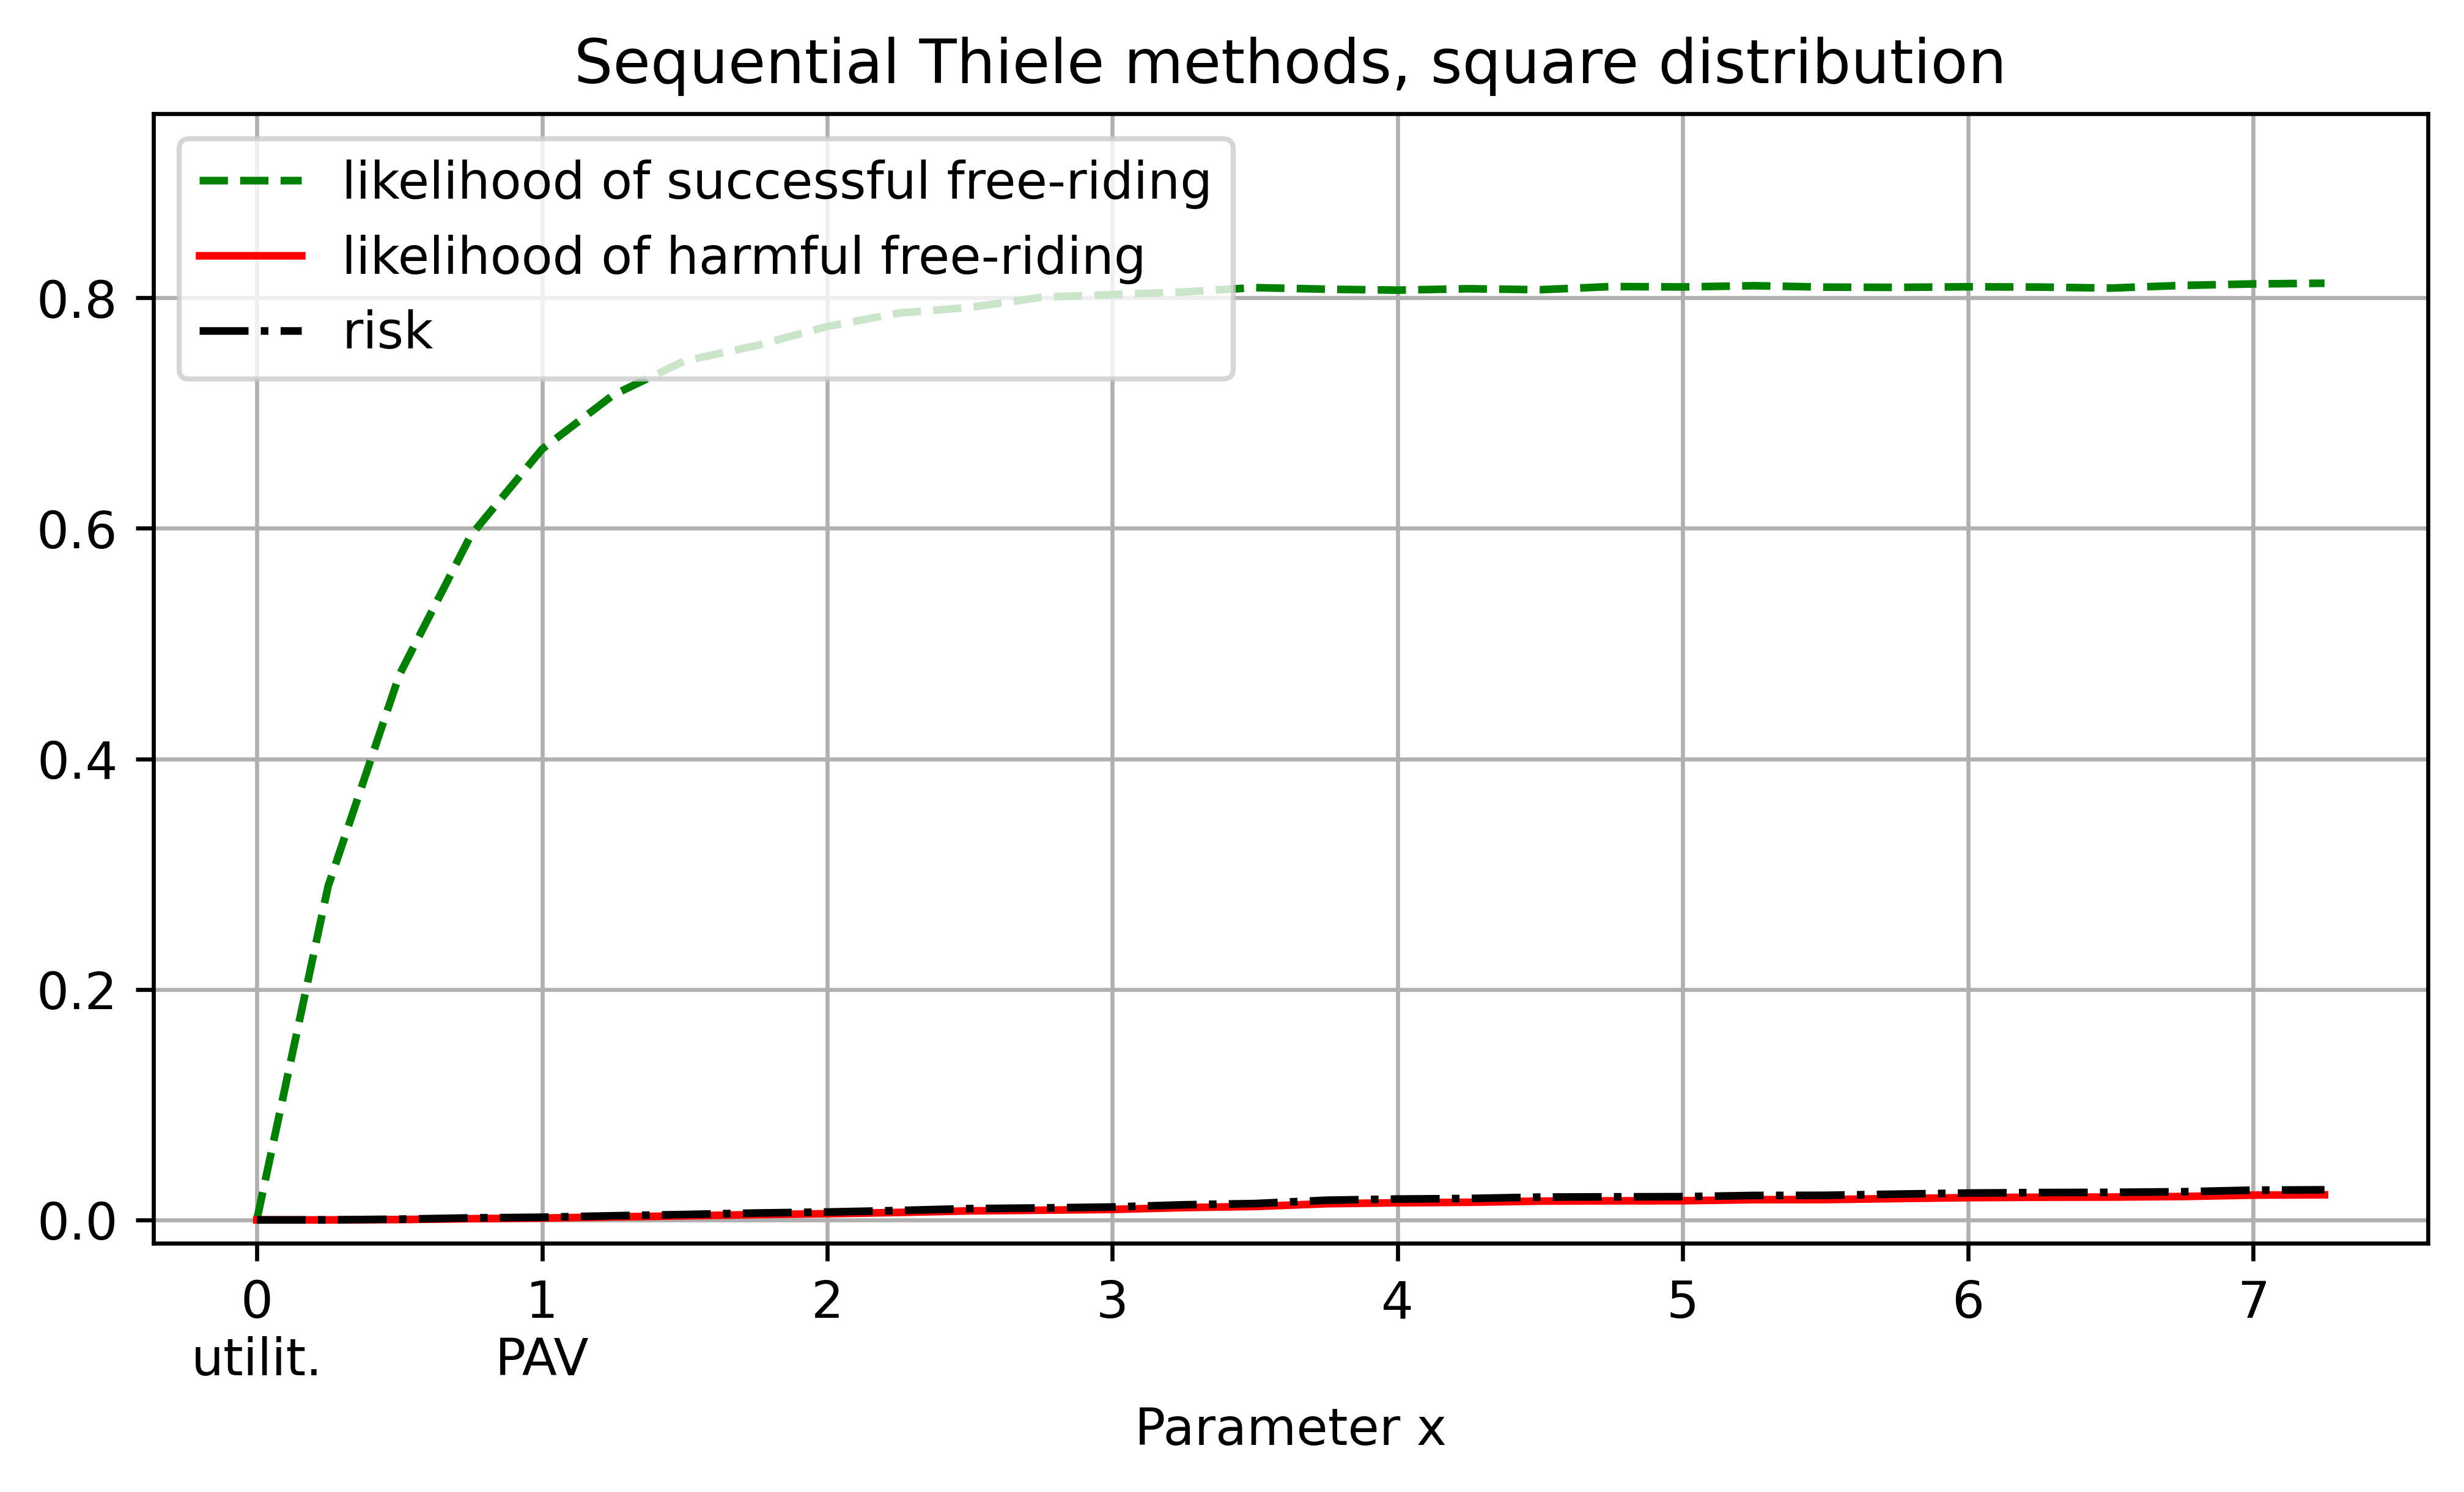 Sequential Thiele methods, square distribution
likelihood of successful free-riding
likelihood of harmful free-riding
risk
0.8
0.6
0.4
0.2
0.0
0 1 2 3 4 5 6 7
utilit. PAV
Parameter x